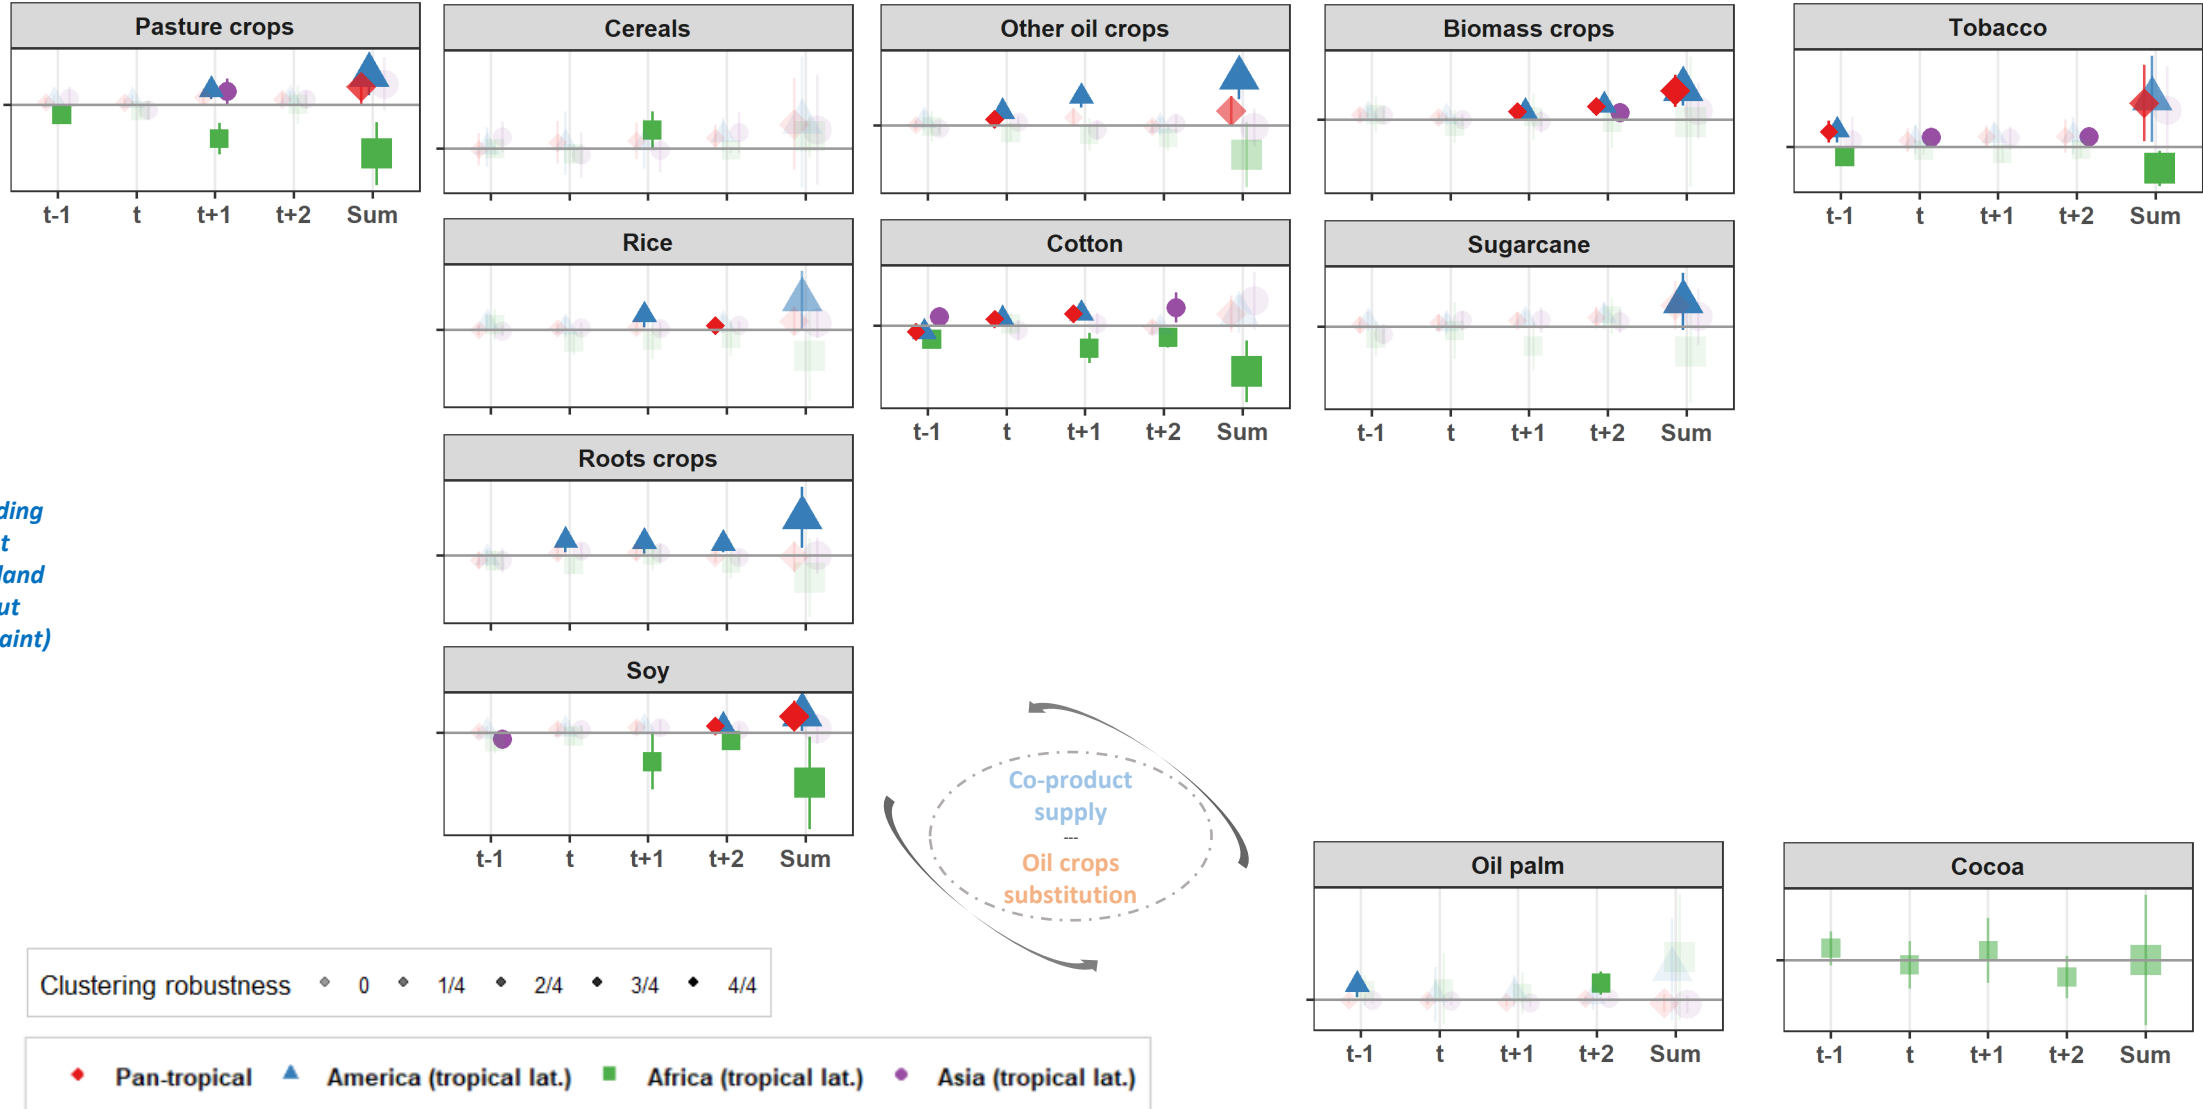 Pasture crops
Cereals
Other oil crops
Biomass crops
Tobacco
t-1 t t+1 t+2 Sum
t-1 t t+1 t+2 Sum
Rice
Cotton
Sugarcane
t-1 t t+1 t+2 Sum
t-1 t t+1 t+2 Sum
Roots crops
ding
t
land
ut
aint)
Soy
t-1 t t+1 t+2 Sum
Co-product
supply
---
Oil crops
substitution
Oil palm
Cocoa
t-1 t t+1 t+2 Sum
t-1 t t+1 t+2 Sum
Clustering robustness 0 1/4 2/4 3/4 4/4
Pan-tropical America (tropical lat.) Africa (tropical lat.) Asia (tropical lat.)